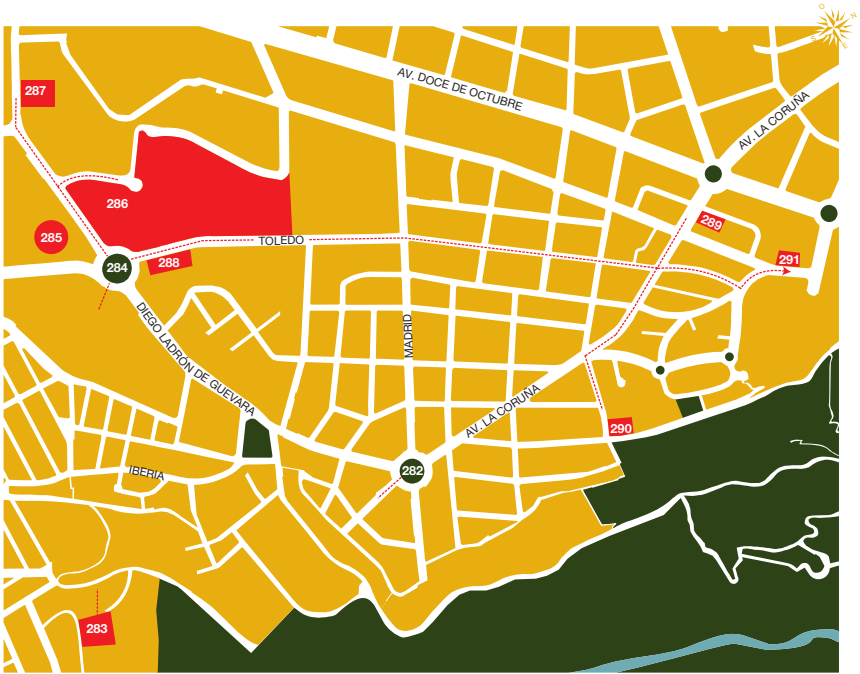 O
N
S
E
AV. DOCE DE OCTUBRE
AV. LA CORUÑA
287
286
289
285
TOLEDO
291
288
284
DIEGO LADRÓN DE GUEVARA
MADRID
AV. LA CORUÑA
290
282
IBERIA
283